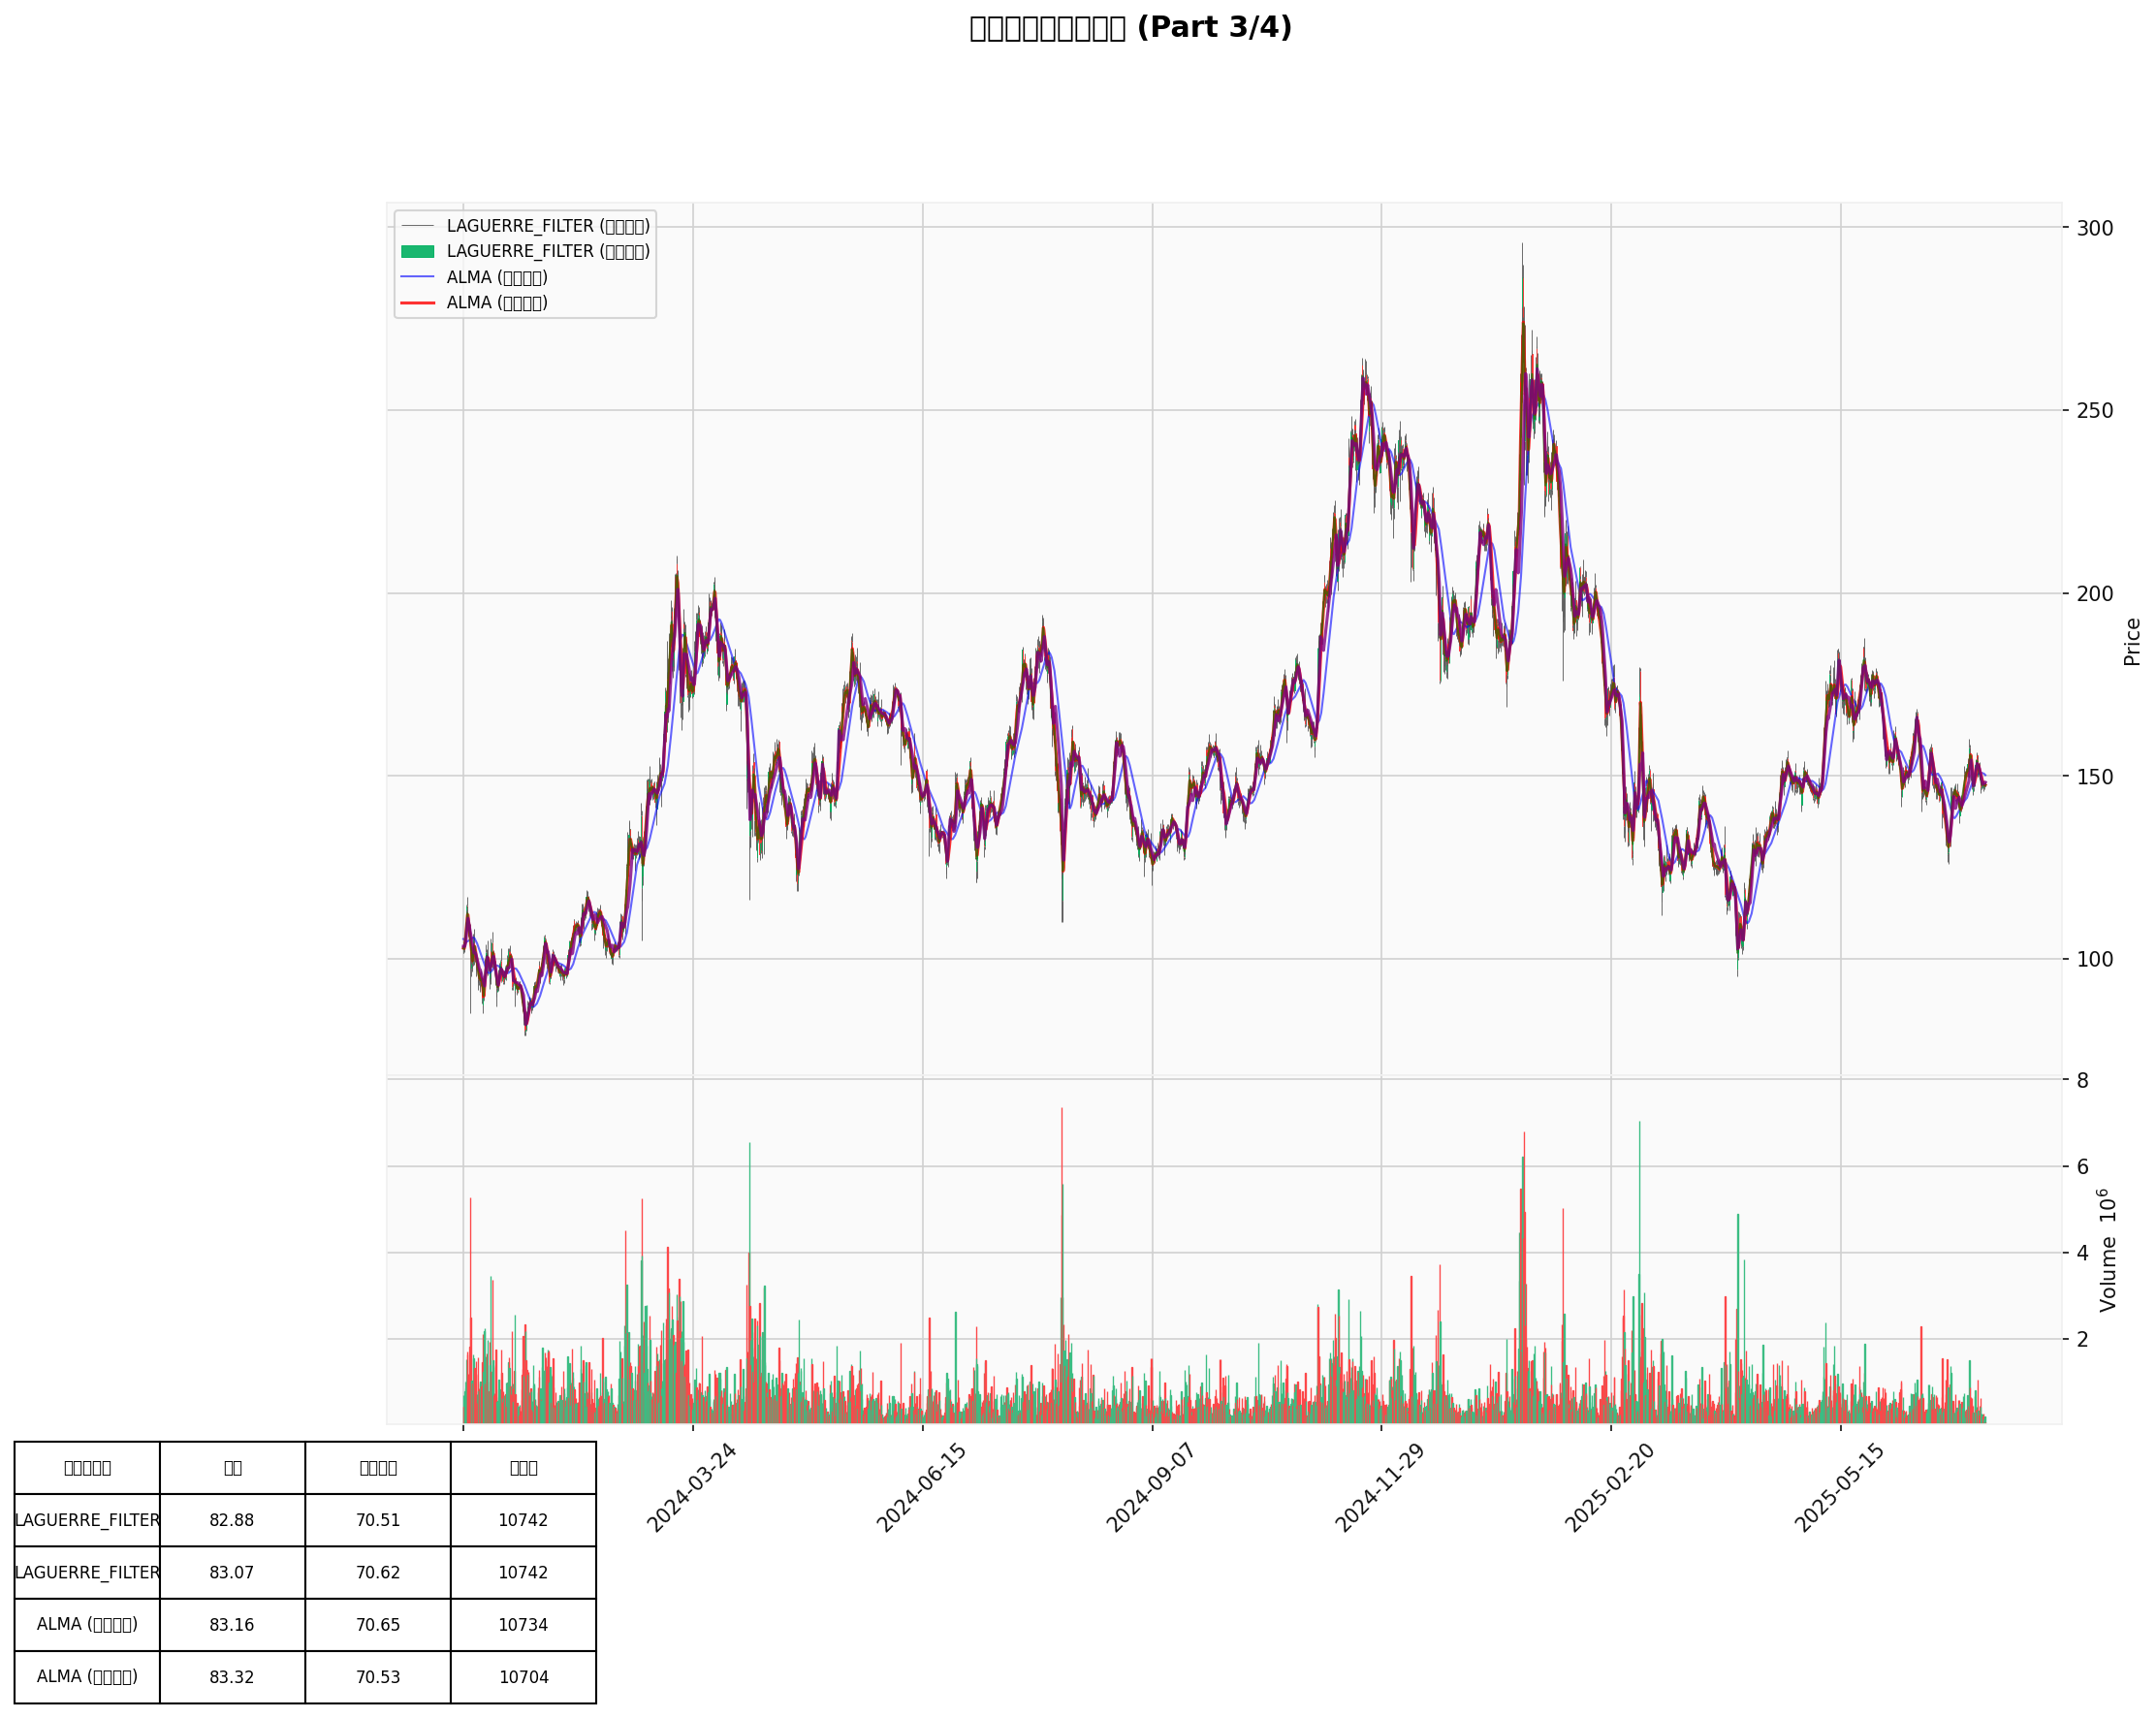 (Part 3/4)
LAGUERRE_FILTER
LAGUERRE_FILTER
ALMA
ALMA
300
250
200
150
100
Price
8
6
4
2
Volume 10^6
2024-03-24
2024-06-15
2024-09-07
2024-11-29
2025-02-20
2025-05-15
LAGUERRE_FILTER 82.88 70.51 10742
LAGUERRE_FILTER 83.07 70.62 10742
ALMA 83.16 70.65 10734
ALMA 83.32 70.53 10704